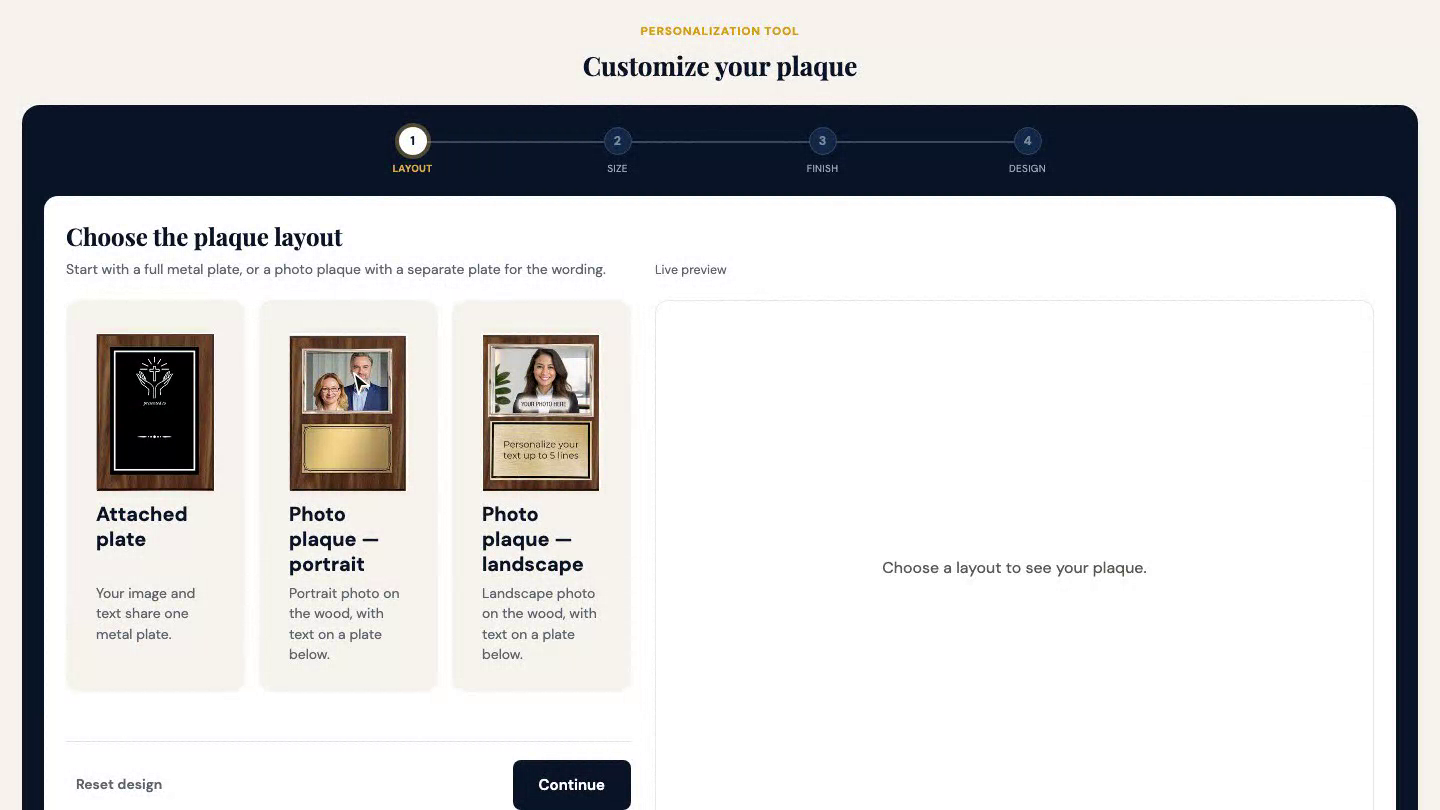 PERSONALIZATION TOOL
Customize your plaque
1
2
3
4
LAYOUT
SIZE
FINISH
DESIGN
Choose the plaque layout
Start with a full metal plate, or a photo plaque with a separate plate for the wording.
Live preview
presented to
YOUR PHOTO HERE
Personalize your
text up to 5 lines
Attached
plate
Your image and
text share one
metal plate.
Photo
plaque —
portrait
Portrait photo on
the wood, with
text on a plate
below.
Photo
plaque —
landscape
Landscape photo
on the wood, with
text on a plate
below.
Choose a layout to see your plaque.
Reset design
Continue